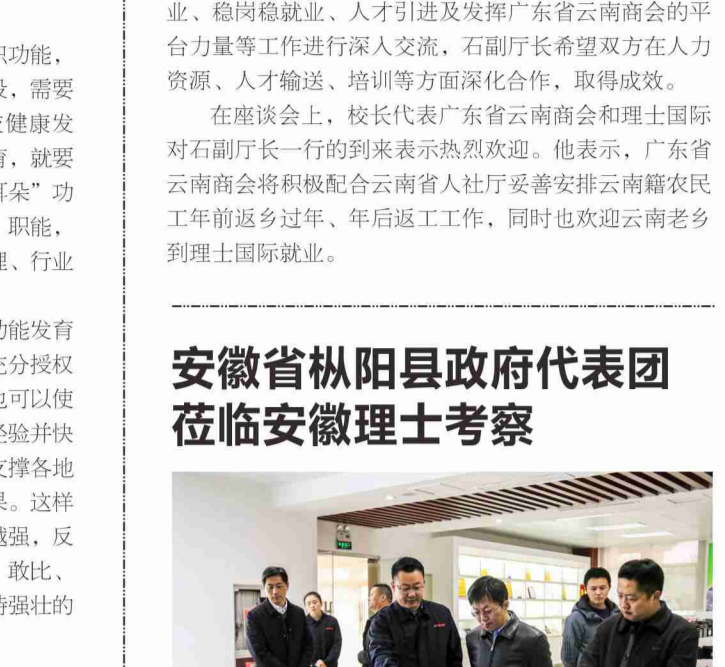 织功能，
设，需要
健康发
育，就要
耳朵”功
职能，
理、行业
功能发育
充分授权
也可以使
经验并快
支撑各地
果。这样
越强，反
敢比、
持强壮的
业、稳岗稳就业、人才引进及发挥广东省云南商会的平
台力量等工作进行深入交流，石副厅长希望双方在人力
资源、人才输送、培训等方面深化合作，取得成效。
在座谈会上，校长代表广东省云南商会和理士国际
对石副厅长一行的到来表示热烈欢迎。他表示，广东省
云南商会将积极配合云南省人社厅妥善安排云南籍农民
工年前返乡过年、年后返工工作，同时也欢迎云南老乡
到理士国际就业。
安徽省枞阳县政府代表团
莅临安徽理士考察